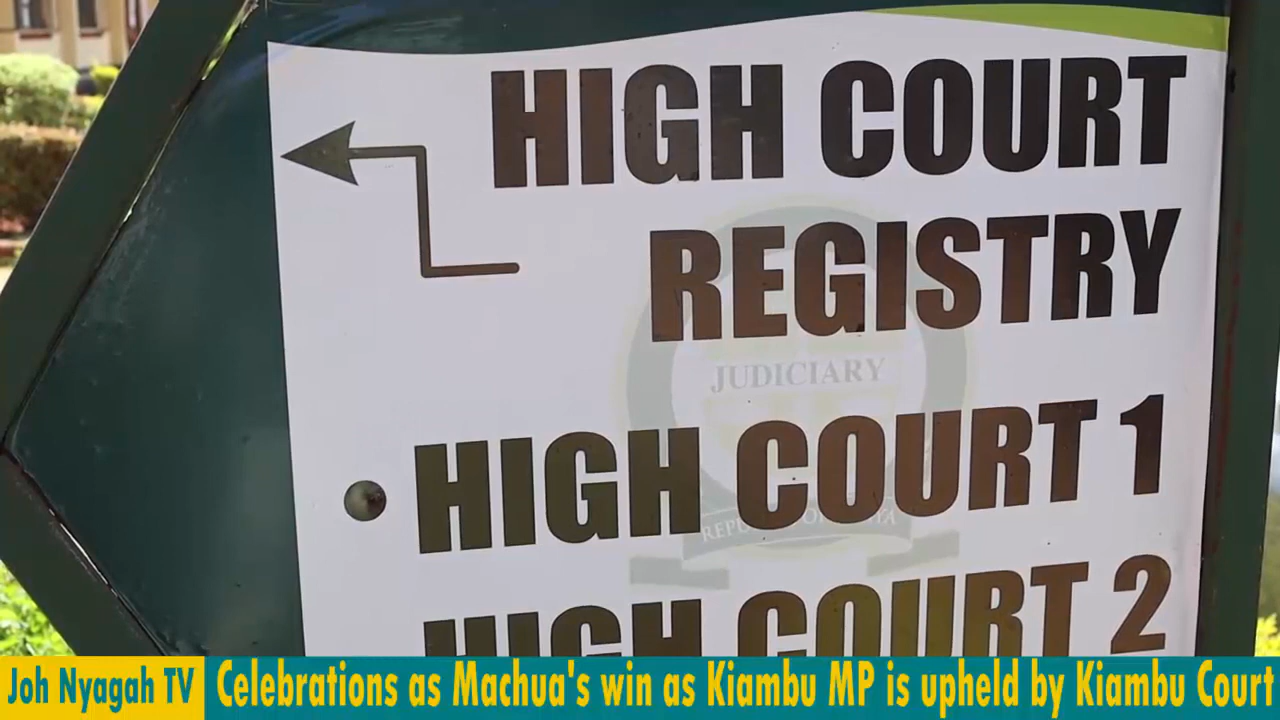 HIGH COURT
REGISTRY
JUDICIARY
HIGH COURT 1
HIGH COURT 2
Joh Nyagah TV Celebrations as Machua's win as Kiambu MP is upheld by Kiambu Court